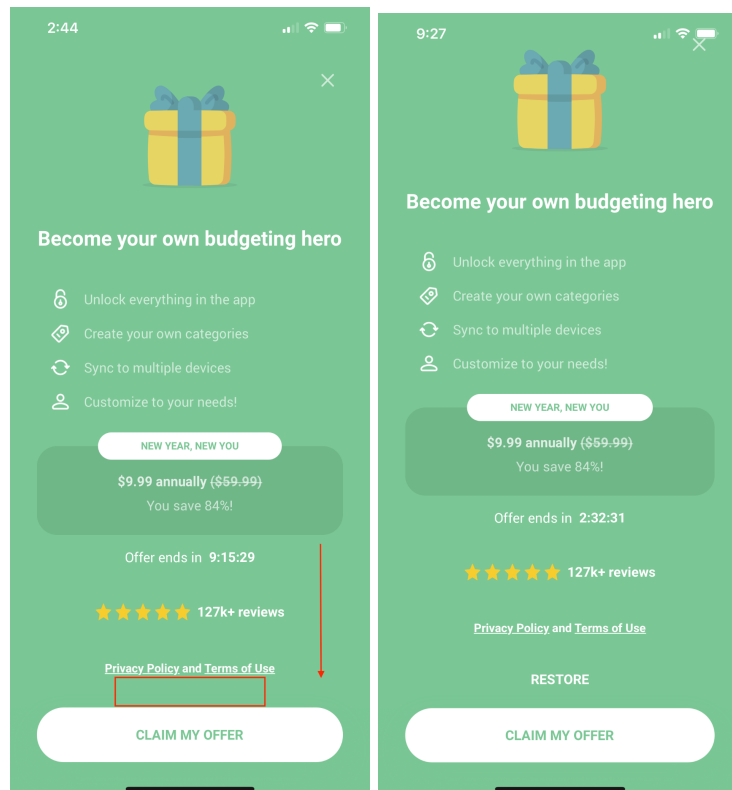 2:44
Become your own budgeting hero
Unlock everything in the app
Create your own categories
Sync to multiple devices
Customize to your needs!
NEW YEAR, NEW YOU
$9.99 annually ($59.99)
You save 84%!
Offer ends in 9:15:29
127k+ reviews
Privacy Policy and Terms of Use
CLAIM MY OFFER
9:27
Become your own budgeting hero
Unlock everything in the app
Create your own categories
Sync to multiple devices
Customize to your needs!
NEW YEAR, NEW YOU
$9.99 annually ($59.99)
You save 84%!
Offer ends in 2:32:31
127k+ reviews
Privacy Policy and Terms of Use
RESTORE
CLAIM MY OFFER